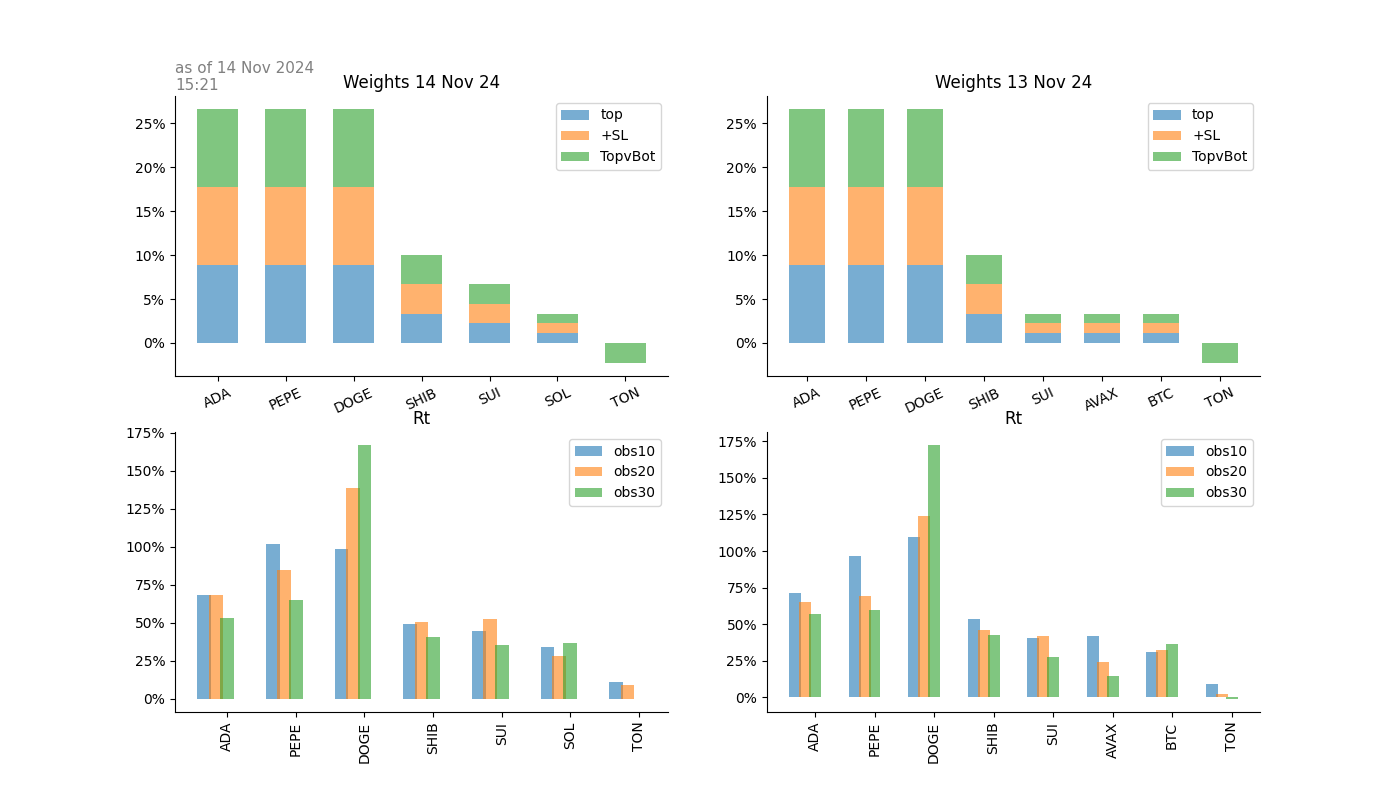 as of 14 Nov 2024
15:21
Weights 14 Nov 24
25%
20%
15%
10%
5%
0%
top
+SL
TopvBot
ADA PEPE DOGE SHIB SUI SOL TON
Weights 13 Nov 24
25%
20%
15%
10%
5%
0%
top
+SL
TopvBot
ADA PEPE DOGE SHIB SUI AVAX BTC TON
Rt
175%
150%
125%
100%
75%
50%
25%
0%
obs10
obs20
obs30
ADA PEPE DOGE SHIB SUI SOL TON
Rt
175%
150%
125%
100%
75%
50%
25%
0%
obs10
obs20
obs30
ADA PEPE DOGE SHIB SUI AVAX BTC TON